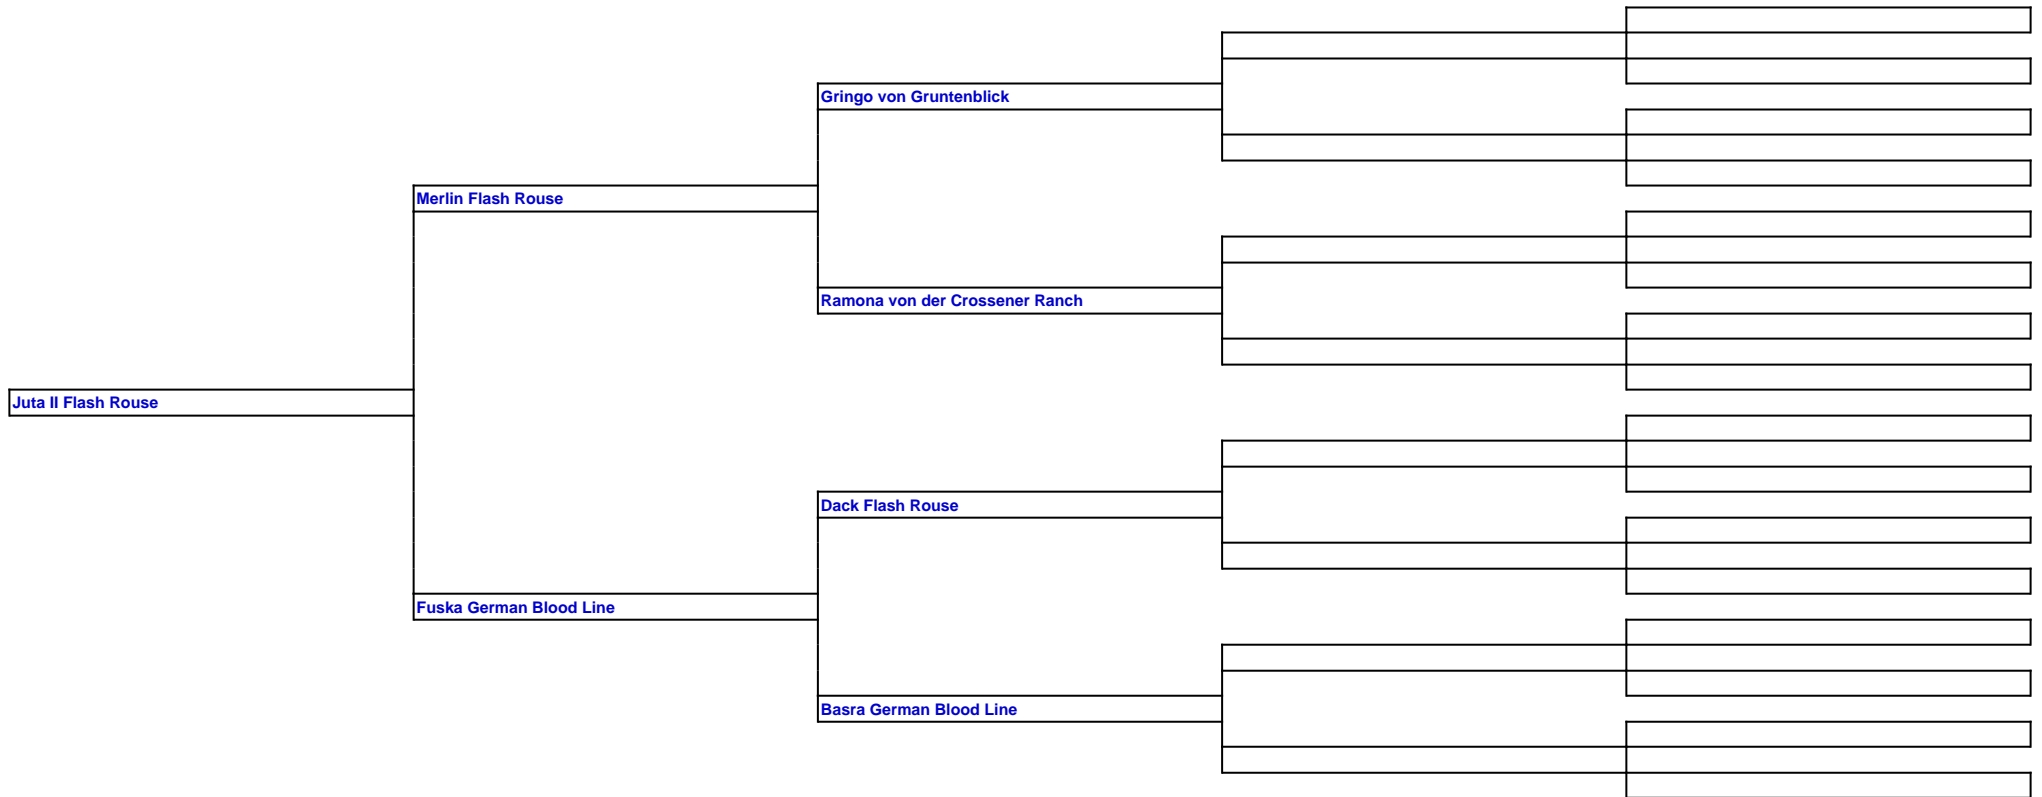 Gringo von Gruntenblick
Merlin Flash Rouse
Ramona von der Crossener Ranch
Juta II Flash Rouse
Dack Flash Rouse
Fuska German Blood Line
Basra German Blood Line